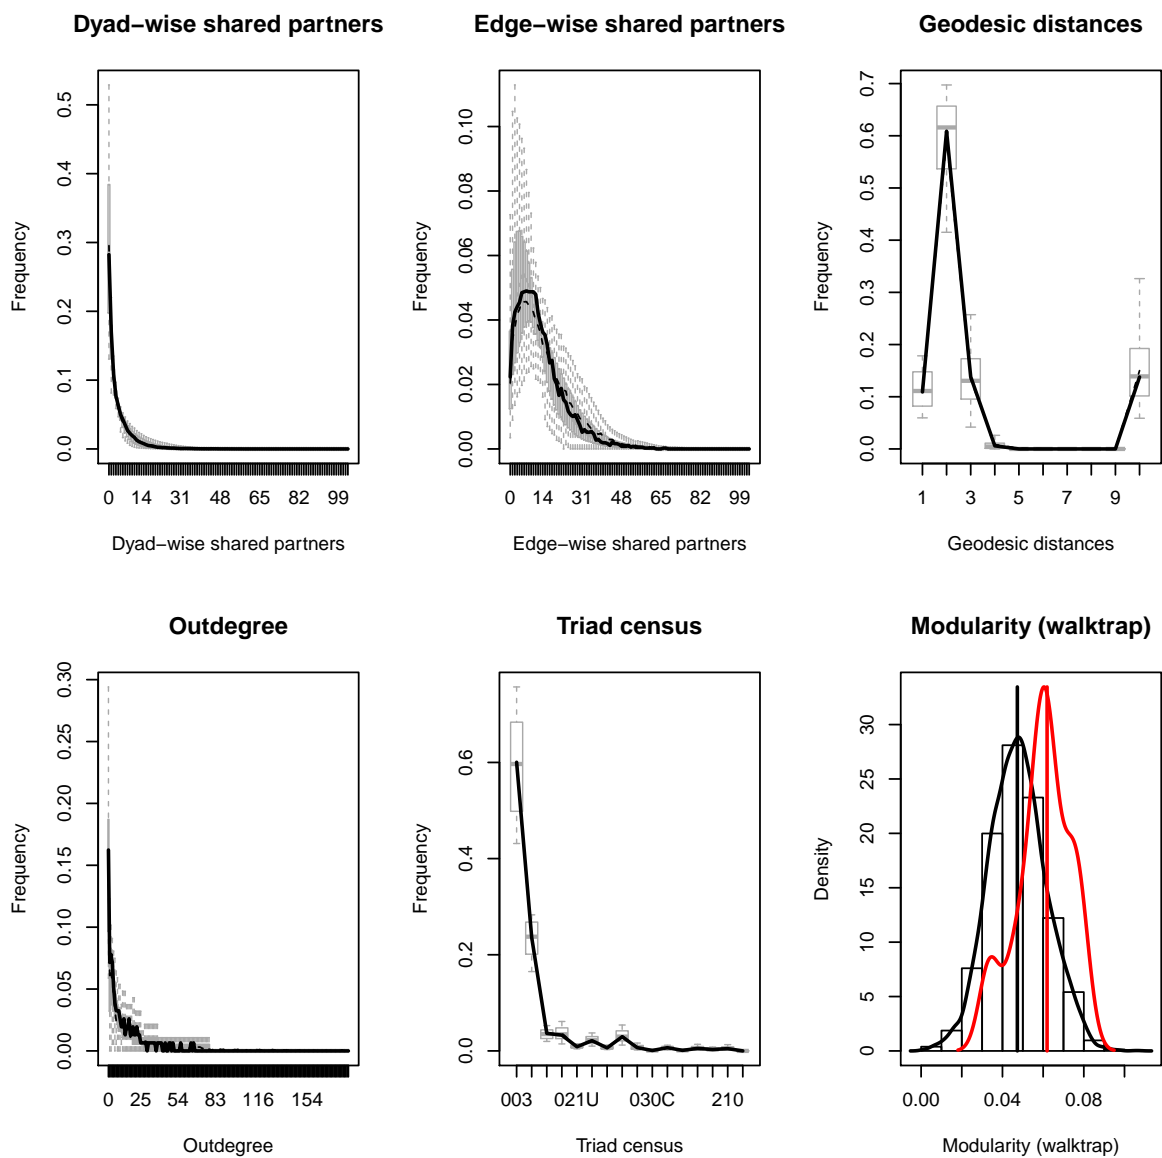 Dyad−wise shared partners
Frequency
0.5
0.4
0.3
0.2
0.1
0.0
0 14 31 48 65 82 99
Dyad−wise shared partners
Edge−wise shared partners
Frequency
0.10
0.08
0.06
0.04
0.02
0.00
0 14 31 48 65 82 99
Edge−wise shared partners
Geodesic distances
Frequency
0.7
0.6
0.5
0.4
0.3
0.2
0.1
0.0
1 3 5 7 9
Geodesic distances
Outdegree
Frequency
0.30
0.25
0.20
0.15
0.10
0.05
0.00
0 25 54 83 116 154
Outdegree
Triad census
Frequency
0.6
0.4
0.2
0.0
003 021U 030C 210
Triad census
Modularity (walktrap)
Density
30
25
20
15
10
5
0
0.00 0.04 0.08
Modularity (walktrap)